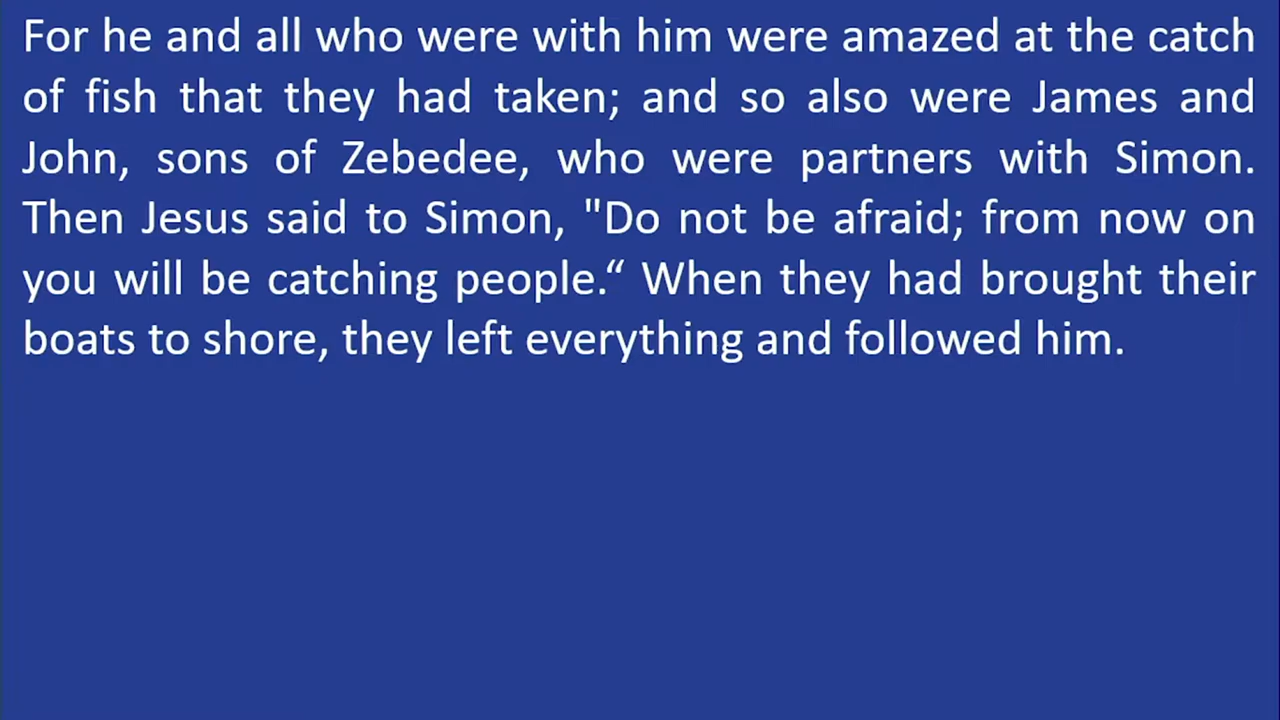 For he and all who were with him were amazed at the catch
of fish that they had taken; and so also were James and
John, sons of Zebedee, who were partners with Simon.
Then Jesus said to Simon, "Do not be afraid; from now on
you will be catching people.“ When they had brought their
boats to shore, they left everything and followed him.